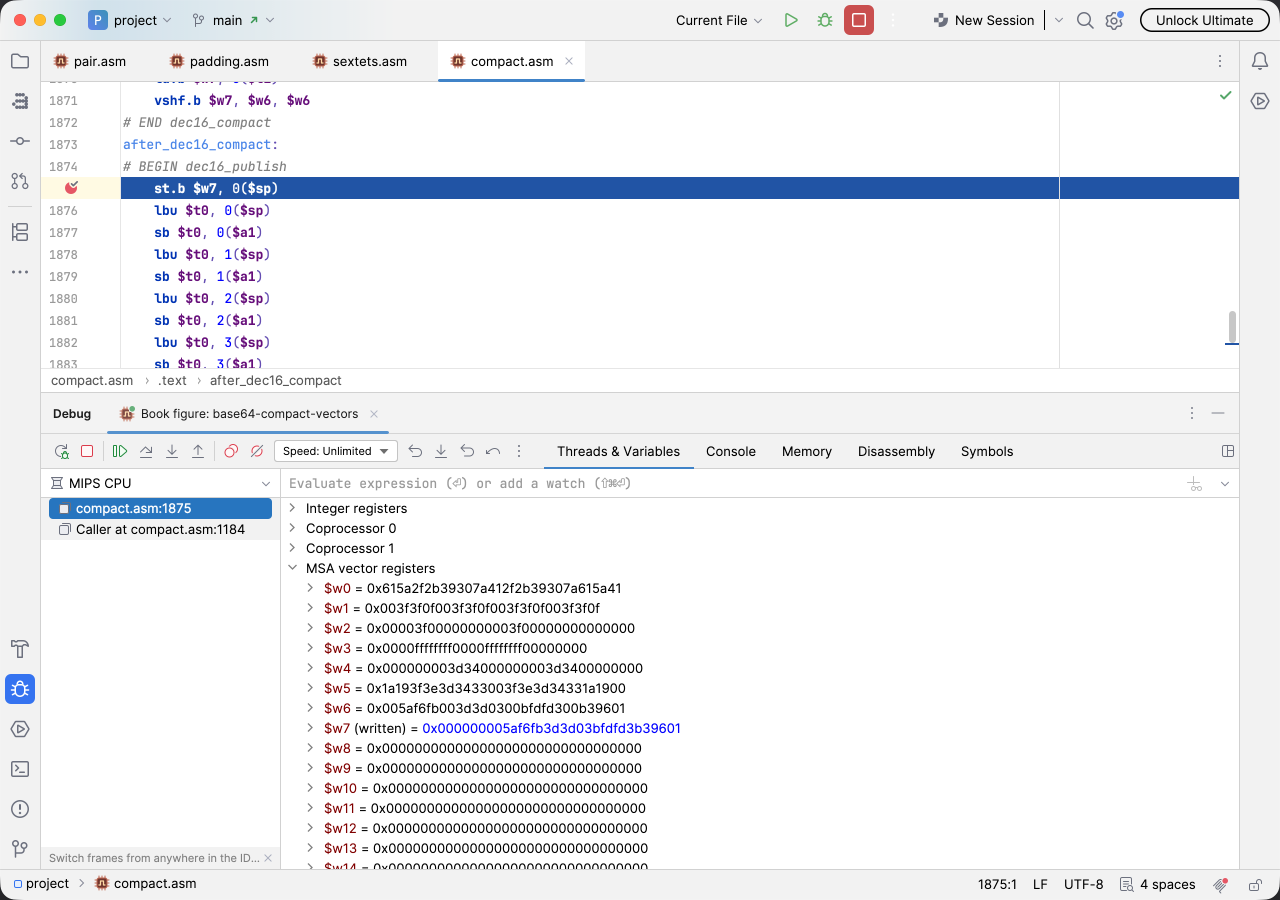 project main Current File New Session Unlock Ultimate
pair.asm padding.asm sextets.asm compact.asm
1871 vshf.b $w7, $w6, $w6
1872 # END dec16_compact
1873 after_dec16_compact:
1874 # BEGIN dec16_publish
st.b $w7, 0($sp)
1876 lbu $t0, 0($sp)
1877 sb $t0, 0($a1)
1878 lbu $t0, 1($sp)
1879 sb $t0, 1($a1)
1880 lbu $t0, 2($sp)
1881 sb $t0, 2($a1)
1882 lbu $t0, 3($sp)
1883 sb $t0, 3($a1)
compact.asm › .text › after_dec16_compact
Debug Book figure: base64-compact-vectors
Speed: Unlimited Threads & Variables Console Memory Disassembly Symbols
MIPS CPU Evaluate expression (⏎) or add a watch (⇧⌘⏎)
compact.asm:1875
Caller at compact.asm:1184
Integer registers
Coprocessor 0
Coprocessor 1
MSA vector registers
$w0 = 0x615a2f2b39307a412f2b39307a615a41
$w1 = 0x003f3f0f003f3f0f003f3f0f003f3f0f
$w2 = 0x00003f00000000003f00000000000000
$w3 = 0x0000ffffffff0000ffffffff00000000
$w4 = 0x000000003d34000000003d3400000000
$w5 = 0x1a193f3e3d3433003f3e3d34331a1900
$w6 = 0x005af6fb003d3d0300bfdfd300b39601
$w7 (written) = 0x000000005af6fb3d3d03bfdfd3b39601
$w8 = 0x00000000000000000000000000000000
$w9 = 0x00000000000000000000000000000000
$w10 = 0x00000000000000000000000000000000
$w11 = 0x00000000000000000000000000000000
$w12 = 0x00000000000000000000000000000000
$w13 = 0x00000000000000000000000000000000
$w14 = 0x00000000000000000000000000000000
Switch frames from anywhere in the ID...
project compact.asm 1875:1 LF UTF-8 4 spaces